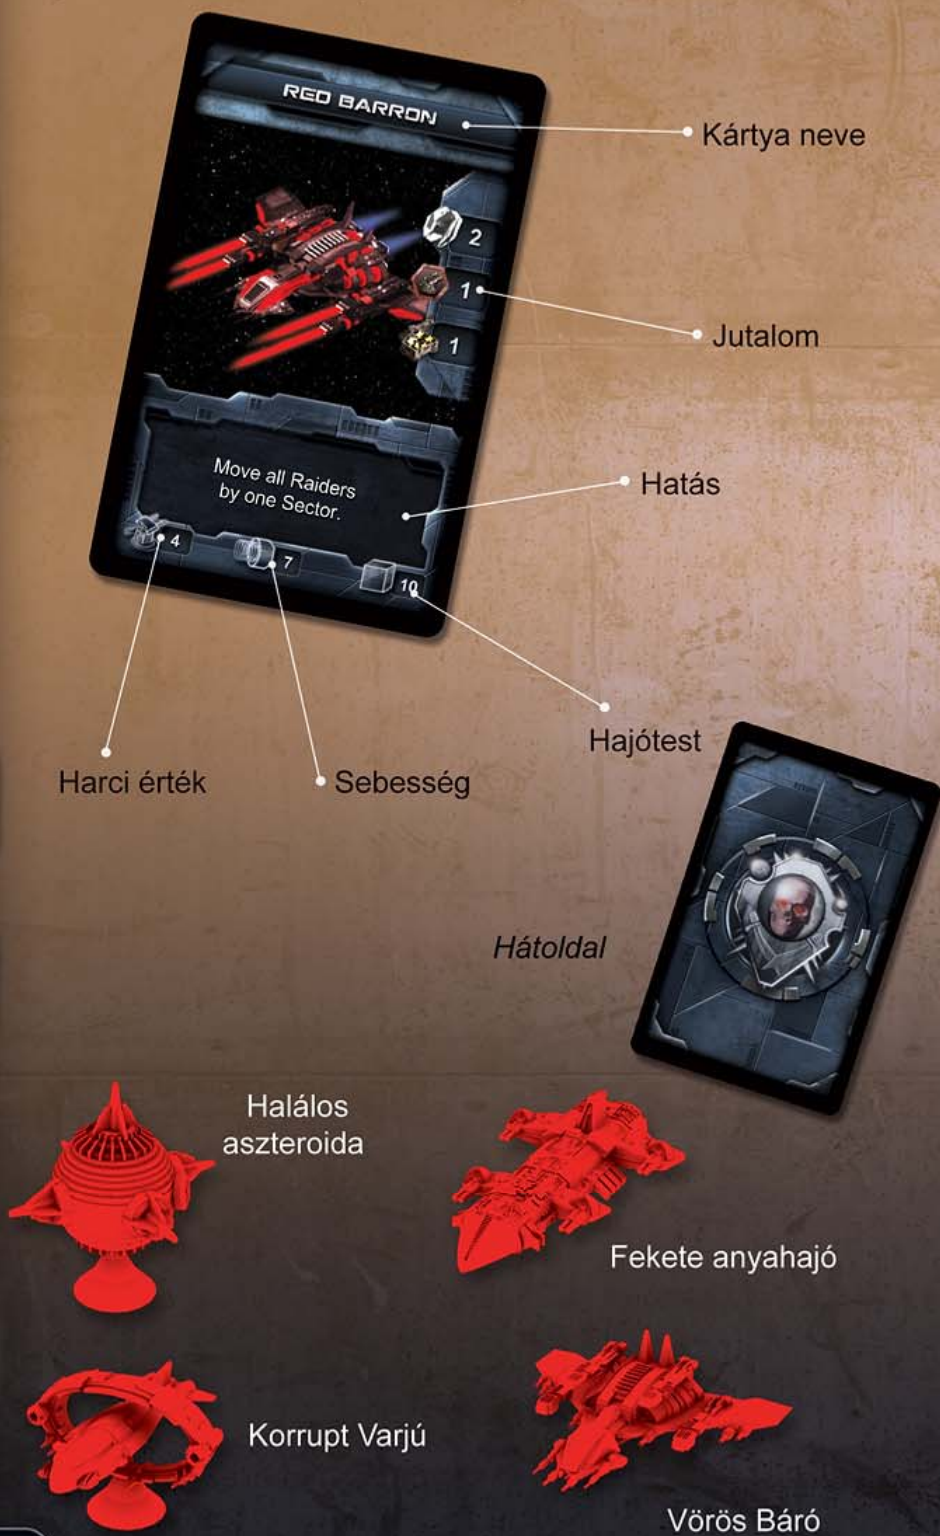 RED BARRON
Kártya neve
2
1
Jutalom
1
Move all Raiders
by one Sector.
Hatás
4
7
10
Hajótest
Harci érték
Sebesség
Hátoldal
Halálos
aszteroida
Fekete anyahajó
Korrupt Varjú
Vörös Báró